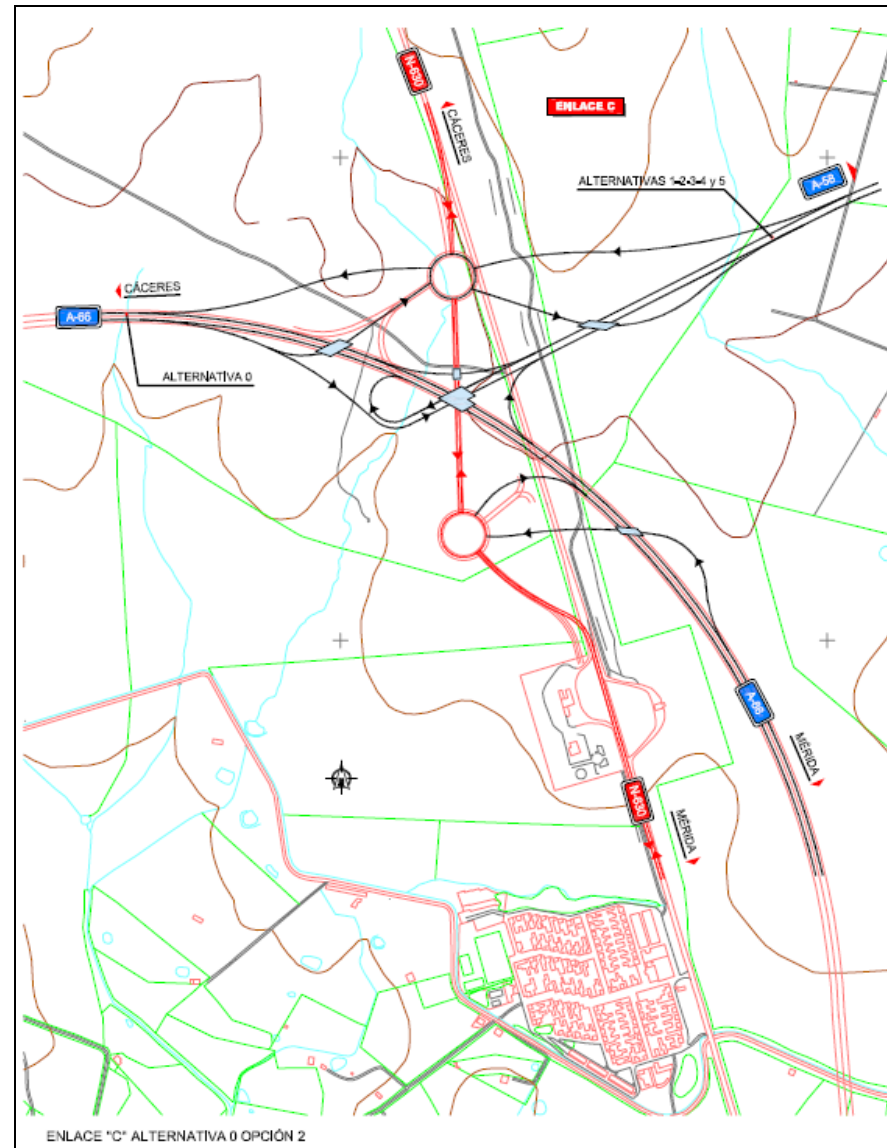 N-630
CÁCERES
ENLACE C
ALTERNATIVAS 1-2-3-4 y 5
A-58
CÁCERES
A-66
ALTERNATIVA 0
A-66
MÉRIDA
N-630
MÉRIDA
ENLACE "C" ALTERNATIVA 0 OPCIÓN 2